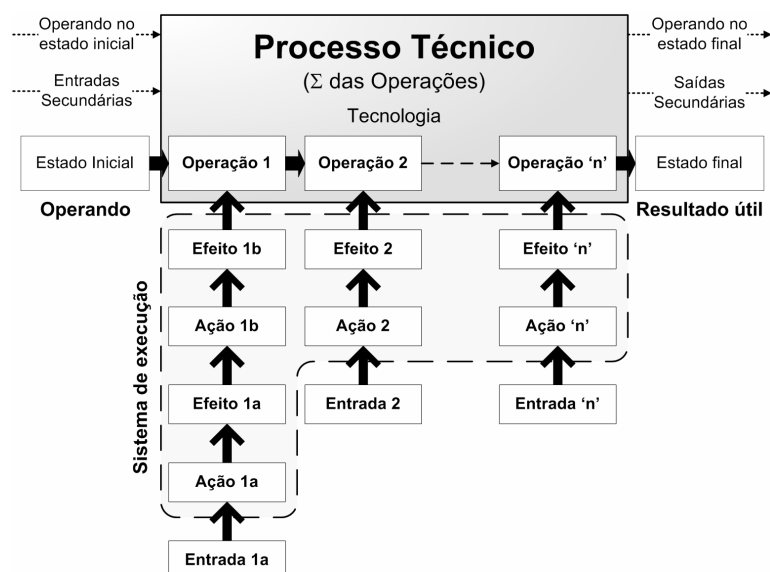 Operando no
estado inicial
Processo Técnico
Operando no
estado final
(Σ das Operações)
Entradas
Secundárias
Saídas
Secundárias
Tecnologia
Estado Inicial
Operação 1
Operação 2
Operação ‘n’
Estado final
Operando
Resultado útil
Efeito 1b
Efeito 2
Efeito ‘n’
Sistema de execução
Ação 1b
Ação 2
Ação ‘n’
Efeito 1a
Entrada 2
Entrada ‘n’
Ação 1a
Entrada 1a